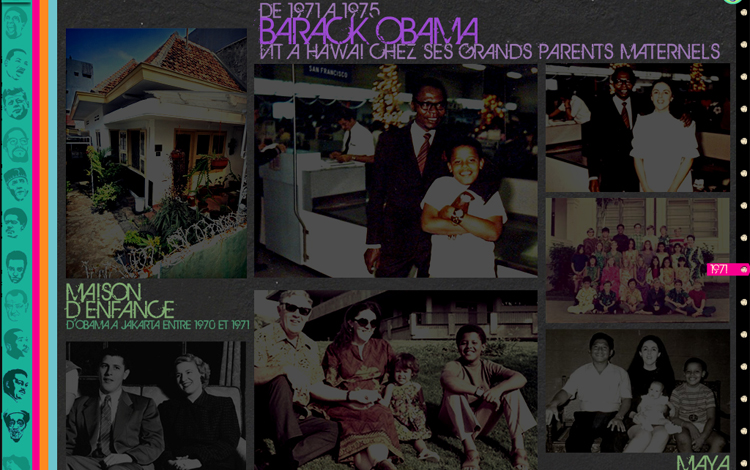 DE 1971 A 1975
BARACK OBAMA
VIT A HAWAI CHEZ SES GRANDS PARENTS MATERNELS
SAN FRANCISCO
1971
MAISON
D'ENFANCE
D'OBAMA A JAKARTA ENTRE 1970 ET 1971
MAYA